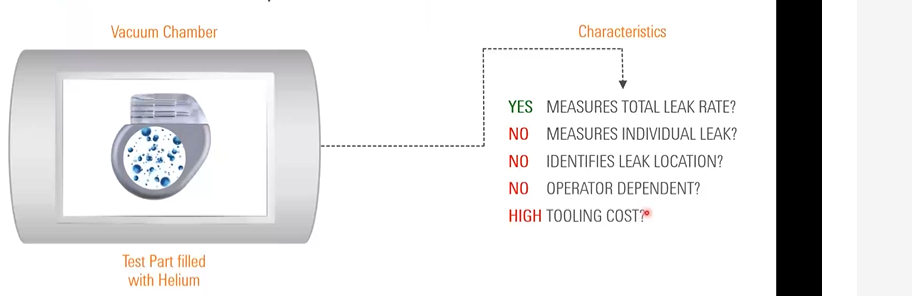 Vacuum Chamber
Test Part filled
with Helium
Characteristics
YES MEASURES TOTAL LEAK RATE?
NO MEASURES INDIVIDUAL LEAK?
NO IDENTIFIES LEAK LOCATION?
NO OPERATOR DEPENDENT?
HIGH TOOLING COST?